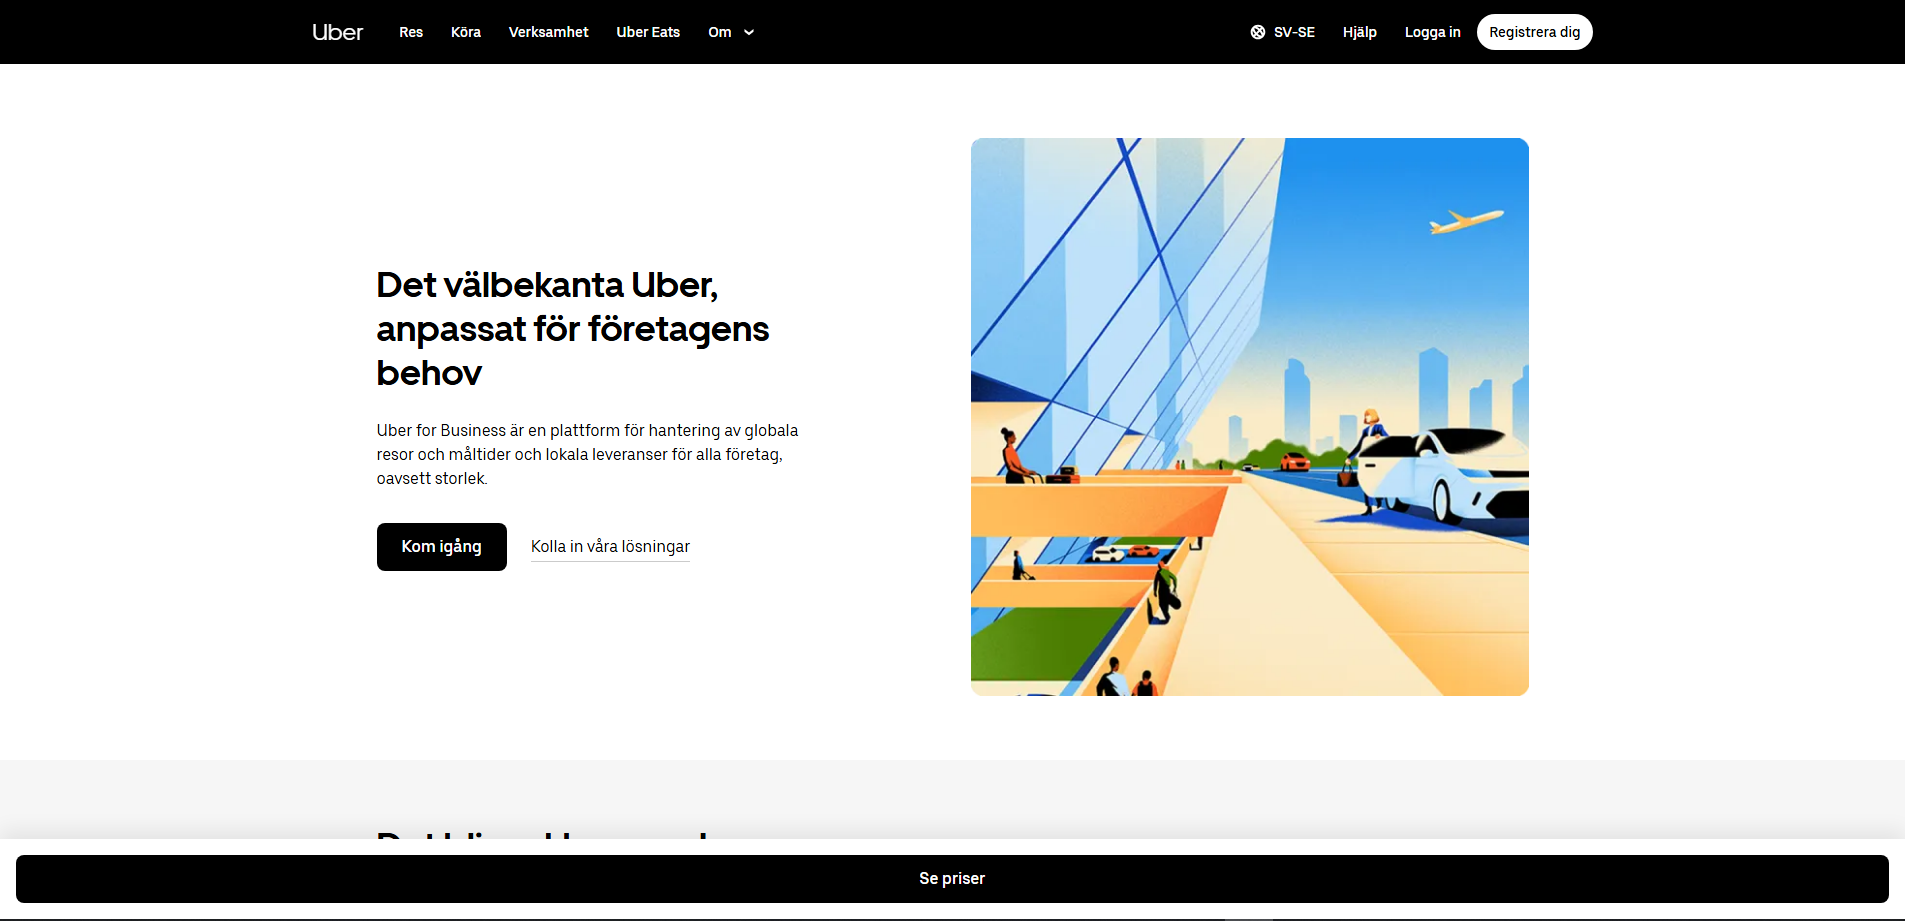 Uber Res Köra Verksamhet Uber Eats Om SV-SE Hjälp Logga in Registrera dig
Det välbekanta Uber,
anpassat för företagens
behov
Uber for Business är en plattform för hantering av globala
resor och måltider och lokala leveranser för alla företag,
oavsett storlek.
Kom igång Kolla in våra lösningar
Se priser